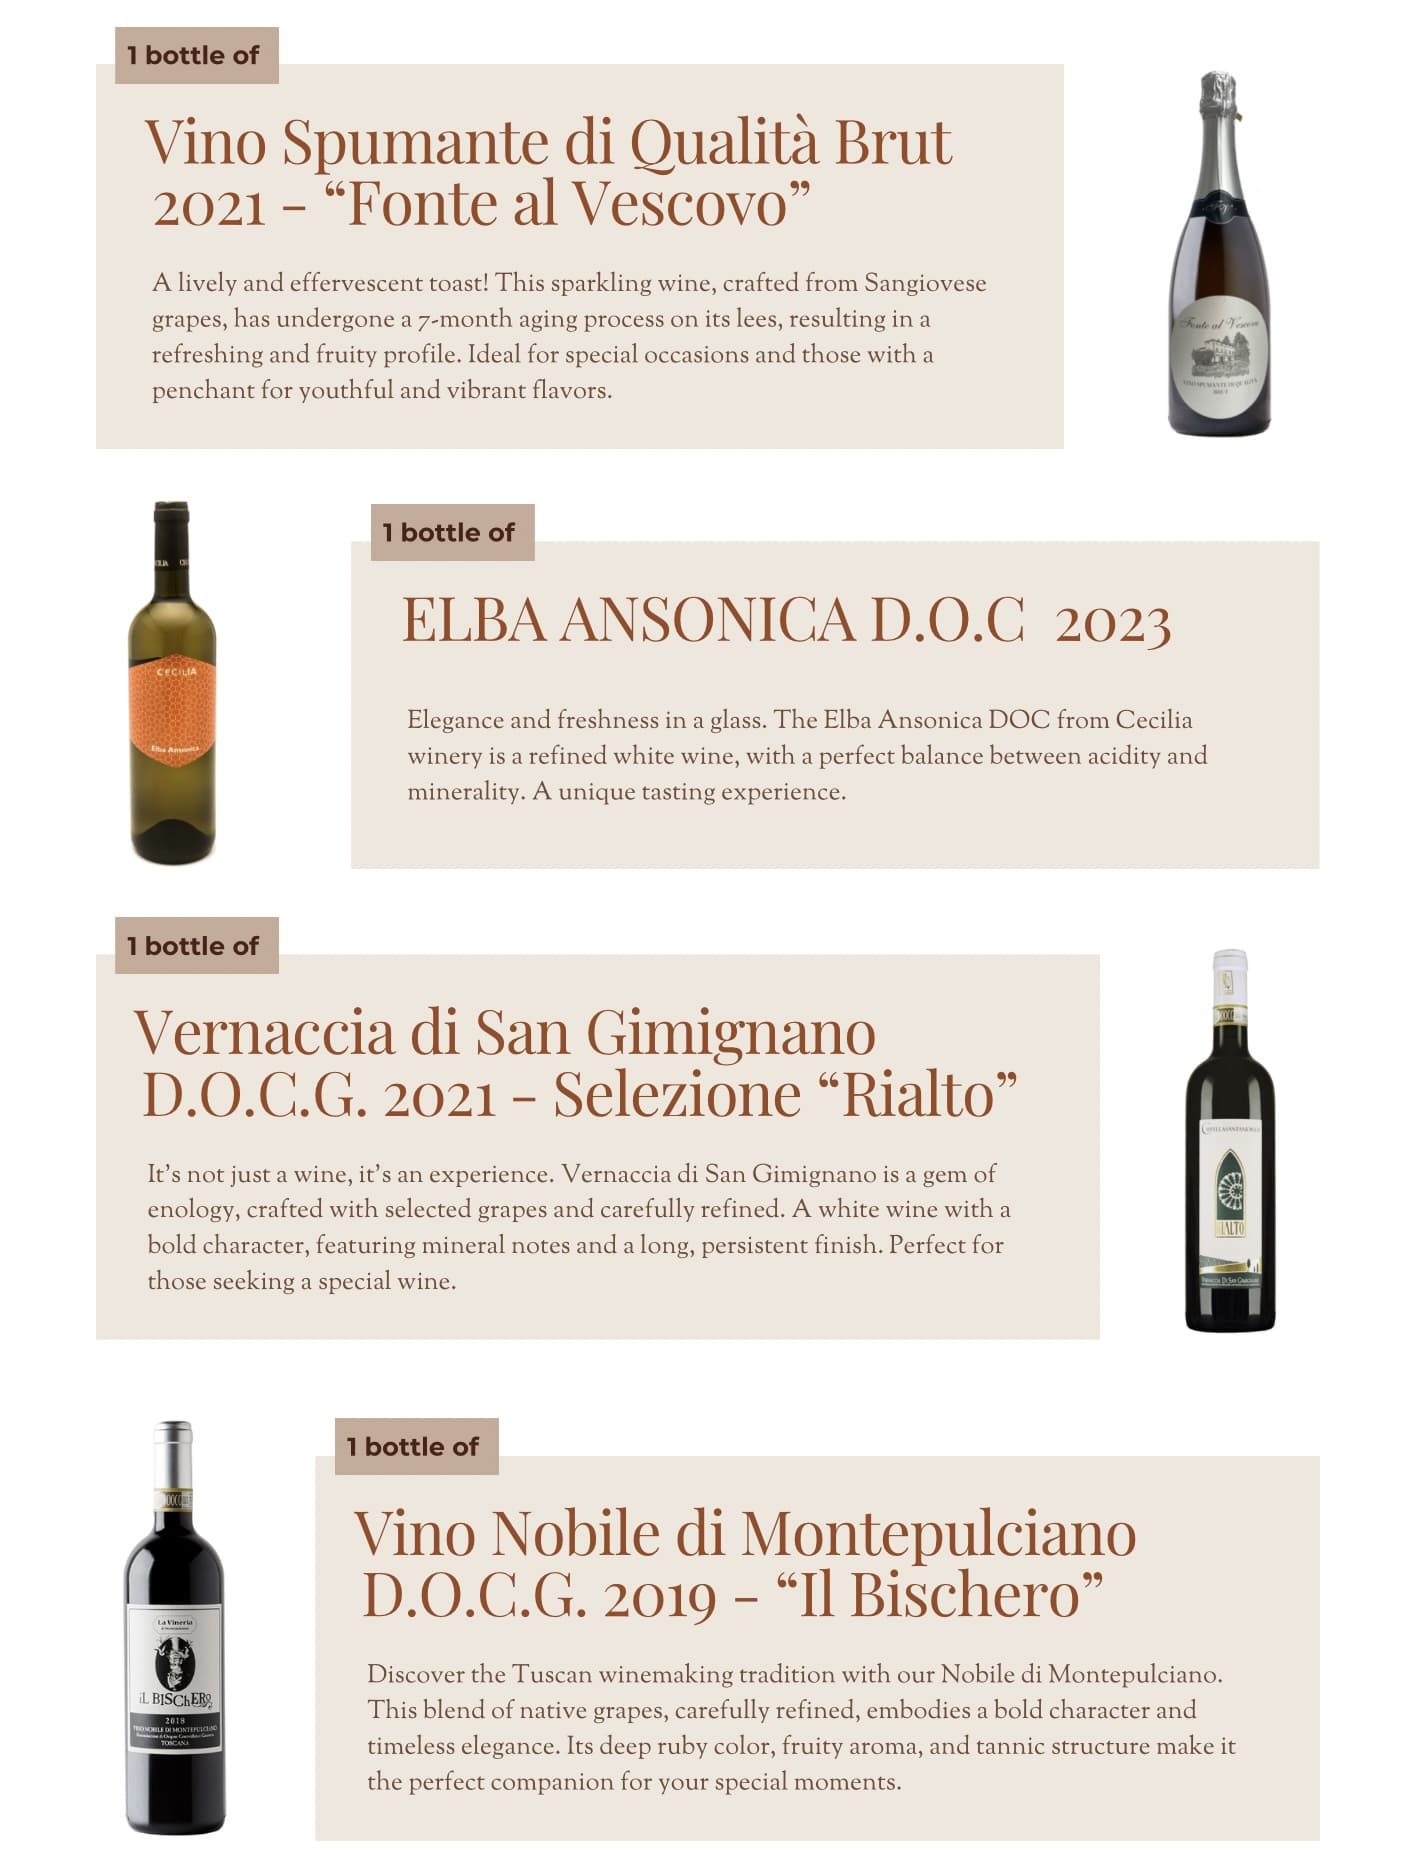 1 bottle of
Vino Spumante di Qualità Brut
2021 - “Fonte al Vescovo”
A lively and effervescent toast! This sparkling wine, crafted from Sangiovese
grapes, has undergone a 7-month aging process on its lees, resulting in a
refreshing and fruity profile. Ideal for special occasions and those with a
penchant for youthful and vibrant flavors.
Fonte al Vescovo
VINO SPUMANTE DI QUALITÀ
BRUT
1 bottle of
ELBA ANSONICA D.O.C 2023
Elegance and freshness in a glass. The Elba Ansonica DOC from Cecilia
winery is a refined white wine, with a perfect balance between acidity and
minerality. A unique tasting experience.
CECILIA
Elba Ansonica
1 bottle of
Vernaccia di San Gimignano
D.O.C.G. 2021 - Selezione “Rialto”
It’s not just a wine, it’s an experience. Vernaccia di San Gimignano is a gem of
enology, crafted with selected grapes and carefully refined. A white wine with a
bold character, featuring mineral notes and a long, persistent finish. Perfect for
those seeking a special wine.
RIALTO
VERNACCIA DI SAN GIMIGNANO
1 bottle of
Vino Nobile di Montepulciano
D.O.C.G. 2019 - “Il Bischero”
Discover the Tuscan winemaking tradition with our Nobile di Montepulciano.
This blend of native grapes, carefully refined, embodies a bold character and
timeless elegance. Its deep ruby color, fruity aroma, and tannic structure make it
the perfect companion for your special moments.
La Vineria
iL BISChERO
2018
VINO NOBILE DI MONTEPULCIANO
TOSCANA